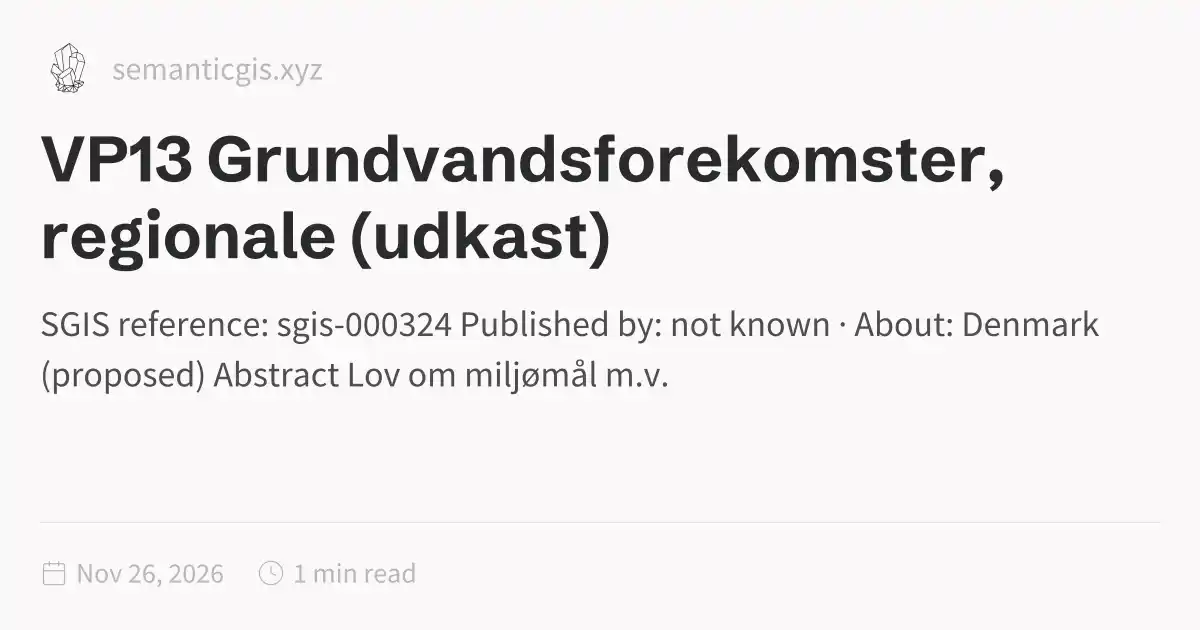 semanticgis.xyz
VP13 Grundvandsforekomster,
regionale (udkast)
SGIS reference: sgis-000324 Published by: not known · About: Denmark
(proposed) Abstract Lov om miljømål m.v.
Nov 26, 2026 1 min read